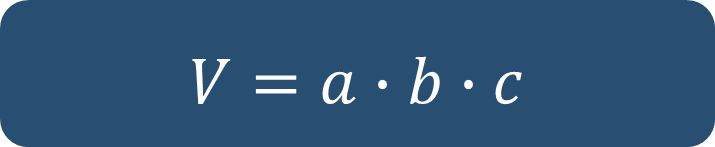 V = a · b · c